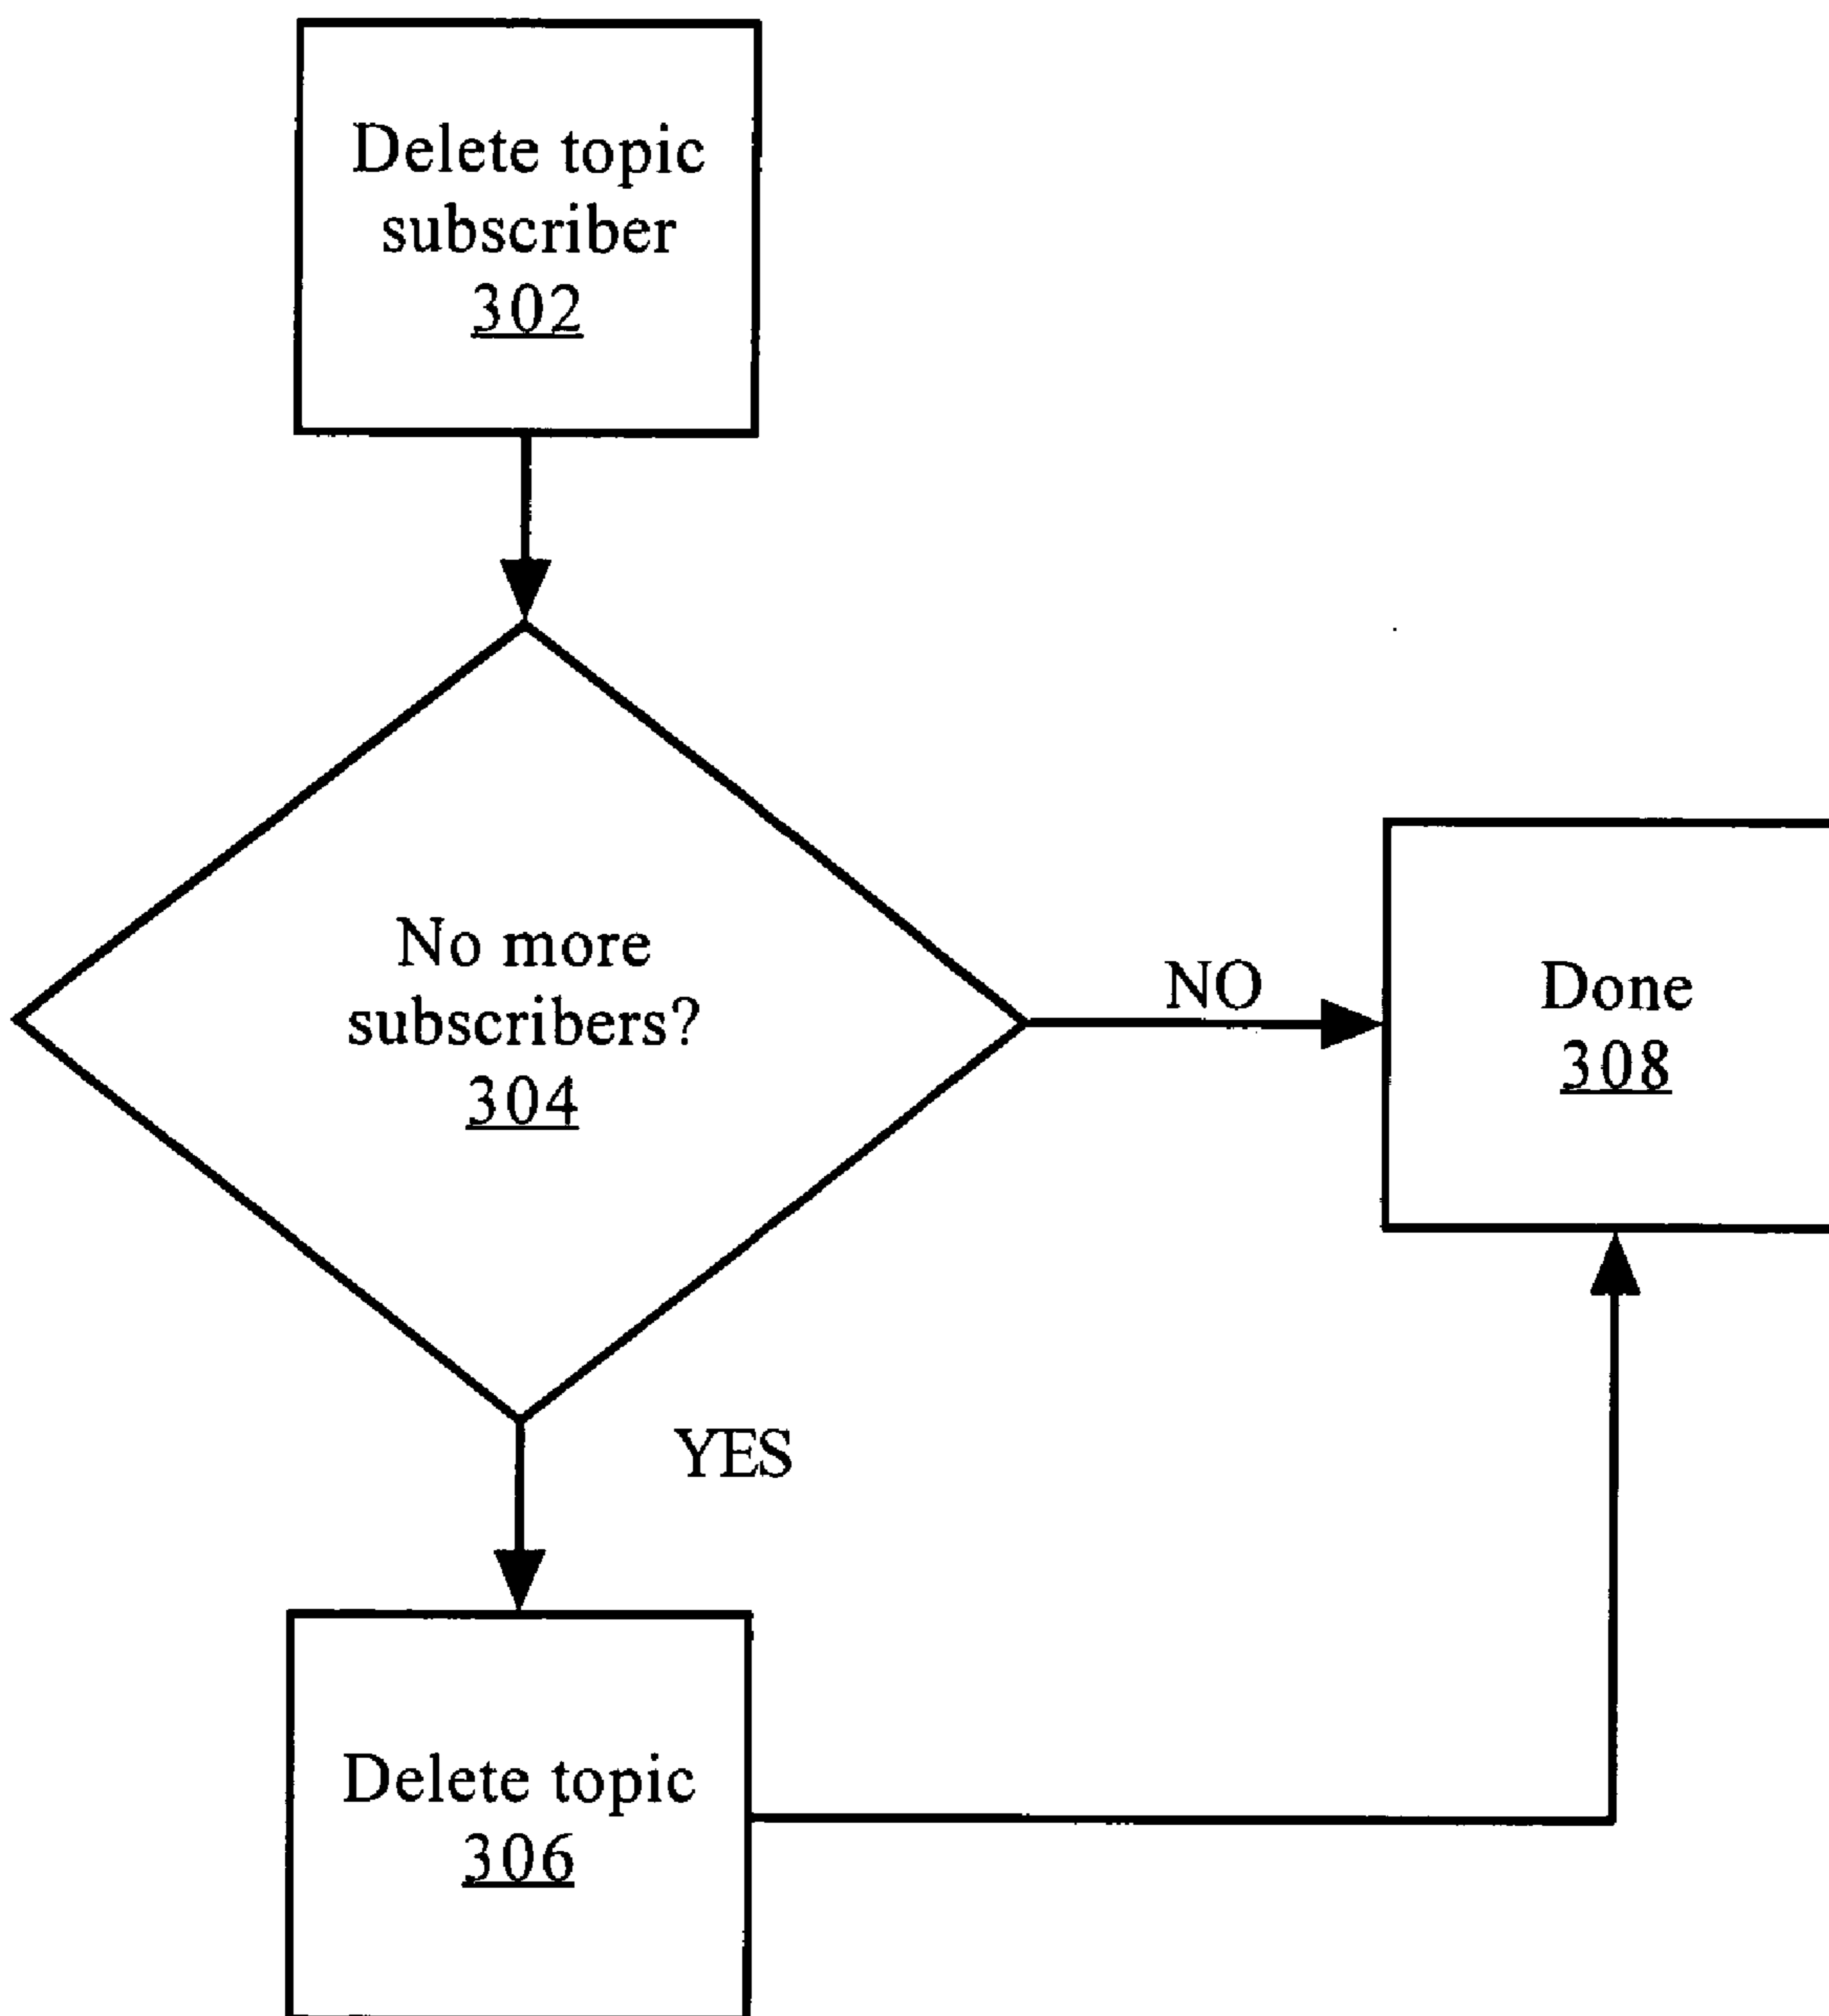 Delete topic
subscriber
302
No more
subscribers?
304
NO
Done
308
YES
Delete topic
306